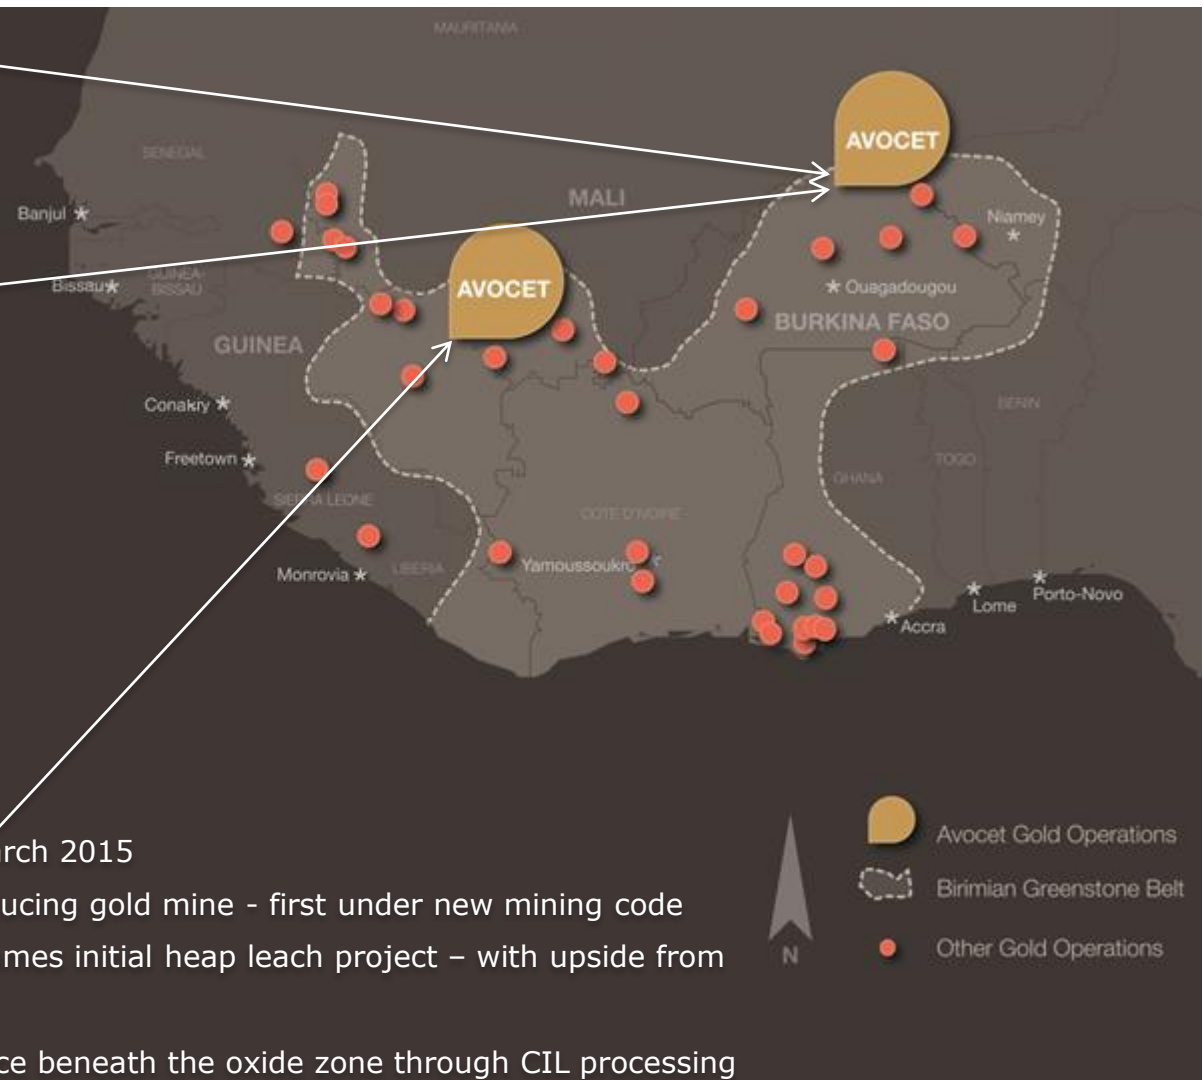 MAURITANIA
AVOCET
SENEGAL
MALI
Banjul
Niamey
GUINEA-
BISSAU
Bissau
AVOCET
Ouagadougou
BURKINA FASO
GUINEA
Conakry
BENIN
Freetown
TOGO
GHANA
SIERRA LEONE
COTE D'IVOIRE
Yamoussoukro
Monrovia
LIBERIA
Porto-Novo
Lome
Accra
Avocet Gold Operations
Birimian Greenstone Belt
N
Other Gold Operations
arch 2015
ucing gold mine - first under new mining code
mes initial heap leach project – with upside from
ce beneath the oxide zone through CIL processing